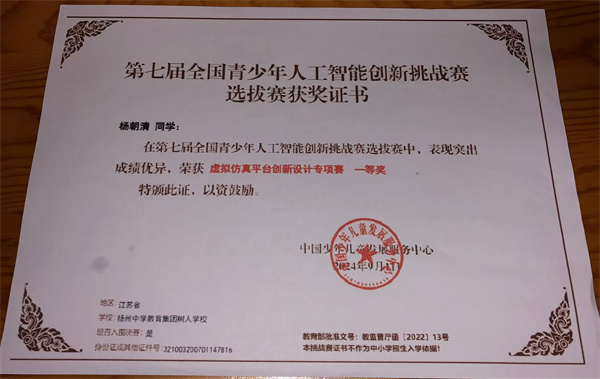 第七届全国青少年人工智能创新挑战赛
选拔赛获奖证书
杨朝清 同学：
在第七届全国青少年人工智能创新挑战赛选拔赛中，表现突出
成绩优异，荣获 虚拟仿真平台创新设计专项赛 一等奖
特颁此证，以资鼓励。
中国少年儿童发展服务中心
2024年9月1日
地区：江苏省
学校：扬州中学教育集团树人学校
是否入围决赛：是
身份证或其他证件号：
教育部批准文号：教监管厅函【2022】13号
本挑战赛证书不作为中小学招生入学依据！